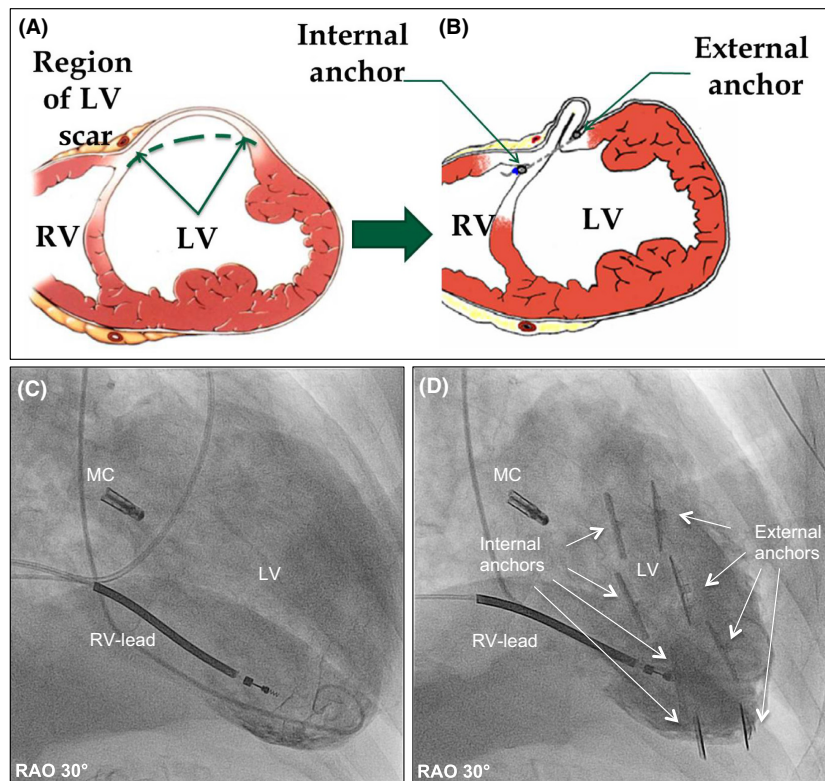 (A)
Region
of LV
scar
RV
LV
Internal
anchor
(B)
External
anchor
RV
LV
(C)
MC
LV
RV-lead
RAO 30°
(D)
MC
Internal
anchors
LV
External
anchors
RV-lead
RAO 30°